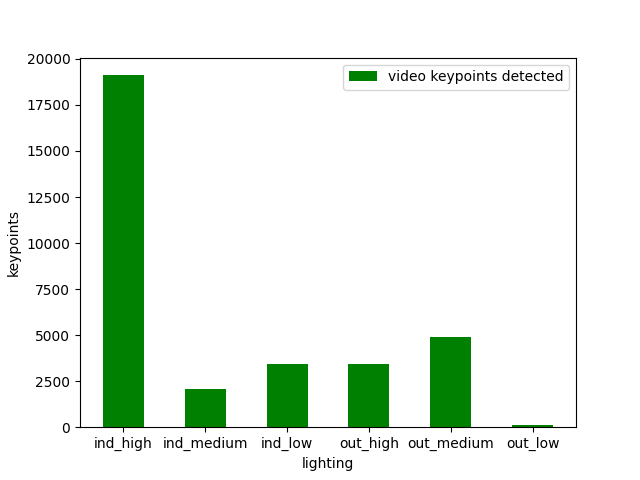 video keypoints detected
20000
17500
15000
12500
10000
7500
5000
2500
0
keypoints
ind_high ind_medium ind_low out_high out_medium out_low
lighting